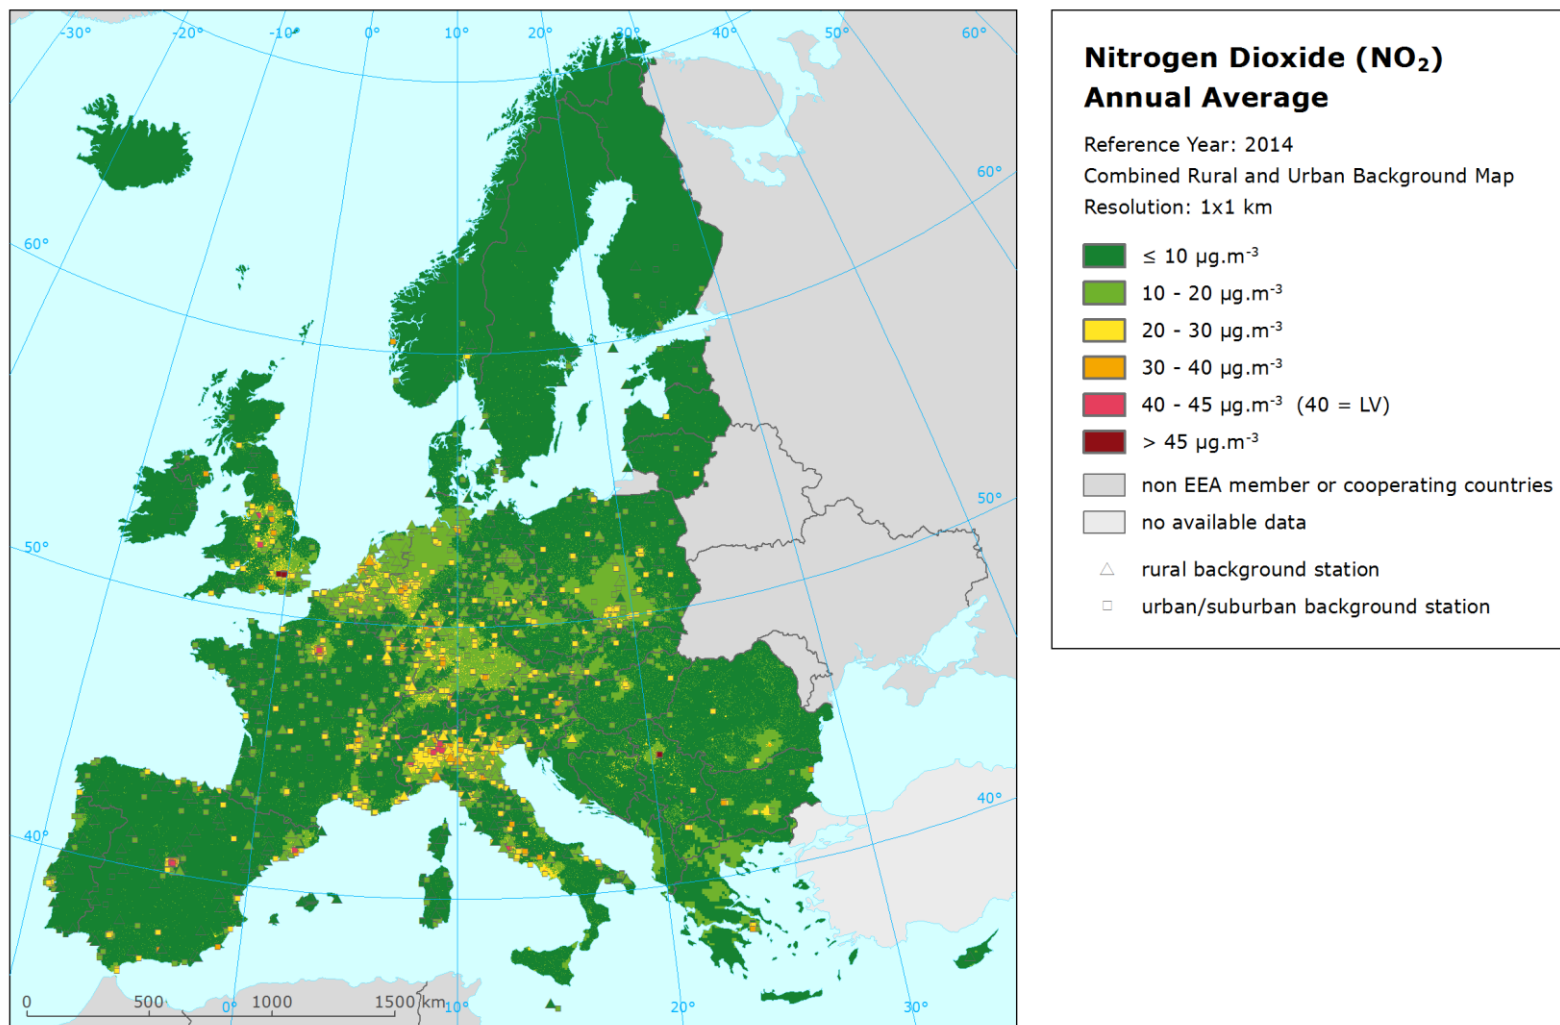 -30°
-20°
-10°
0°
10°
20°
30°
40°
50°
60°
60°
60°
50°
50°
40°
40°
0
500
1000
1500 km
0°
10°
20°
30°
Nitrogen Dioxide (NO₂)
Annual Average
Reference Year: 2014
Combined Rural and Urban Background Map
Resolution: 1x1 km
≤ 10 µg.m⁻³
10 - 20 µg.m⁻³
20 - 30 µg.m⁻³
30 - 40 µg.m⁻³
40 - 45 µg.m⁻³ (40 = LV)
> 45 µg.m⁻³
non EEA member or cooperating countries
no available data
rural background station
urban/suburban background station